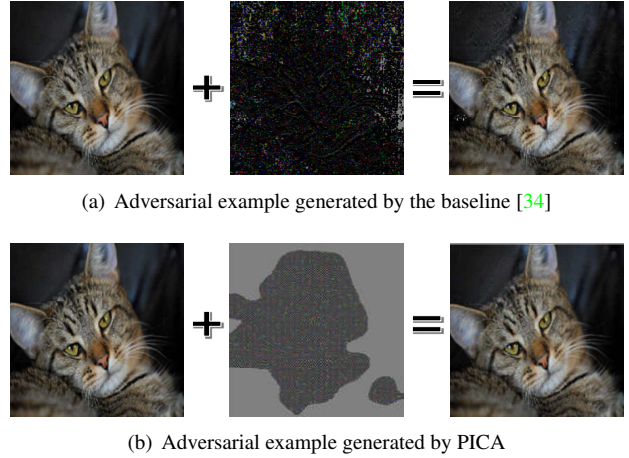 (a) Adversarial example generated by the baseline [34]
(b) Adversarial example generated by PICA